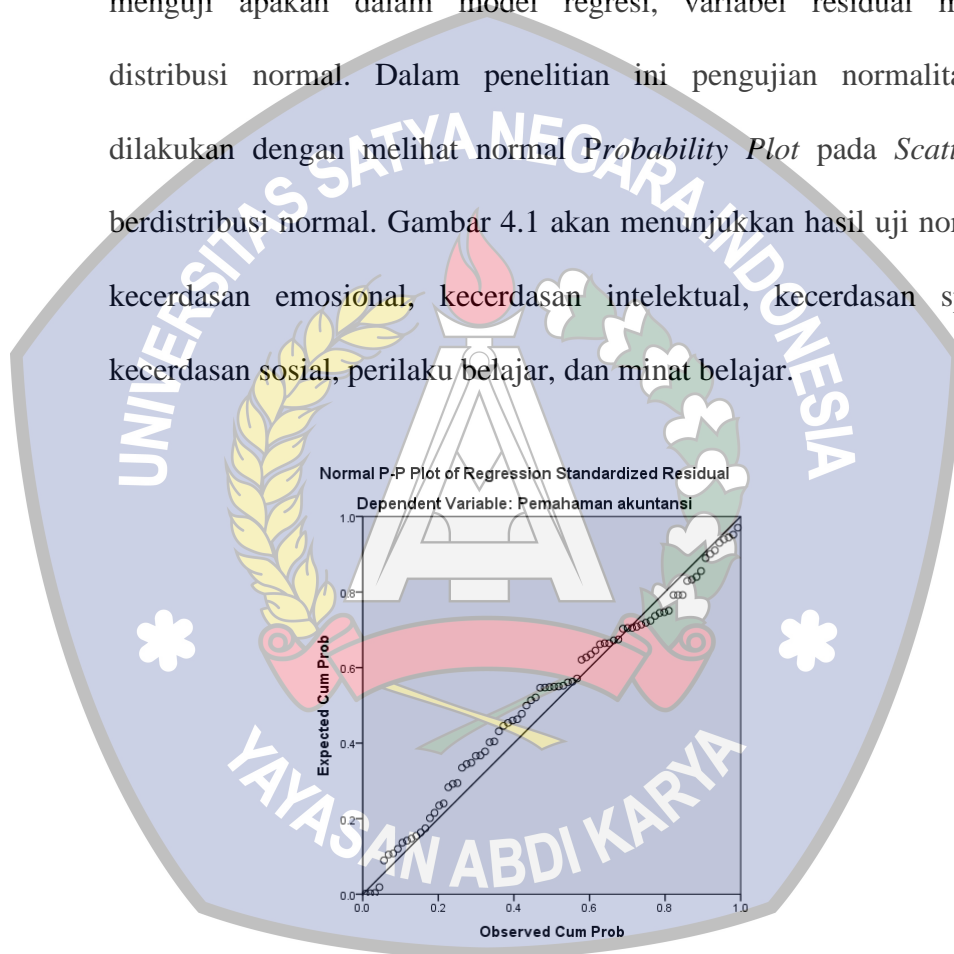 menguji apakah dalam model regresi, variabel residual
distribusi normal. Dalam penelitian ini pengujian
dilakukan dengan melihat normal Probability Plot pada
berdistribusi normal. Gambar 4.1 akan menunjukkan hasil uji
kecerdasan emosional, kecerdasan intelektual, kecerdasan
kecerdasan sosial, perilaku belajar, dan minat belajar.
UNIVERSITAS SATYA NEGARA INDONESIA
Normal P-P Plot of Regression Standardized Residual
Dependent Variable: Pemahaman akuntansi
1.0
0.8
0.6
0.4
0.2
0.0
Expected Cum Prob
0.0 0.2 0.4 0.6 0.8 1.0
Observed Cum Prob
YAYASAN ABDI KARYA